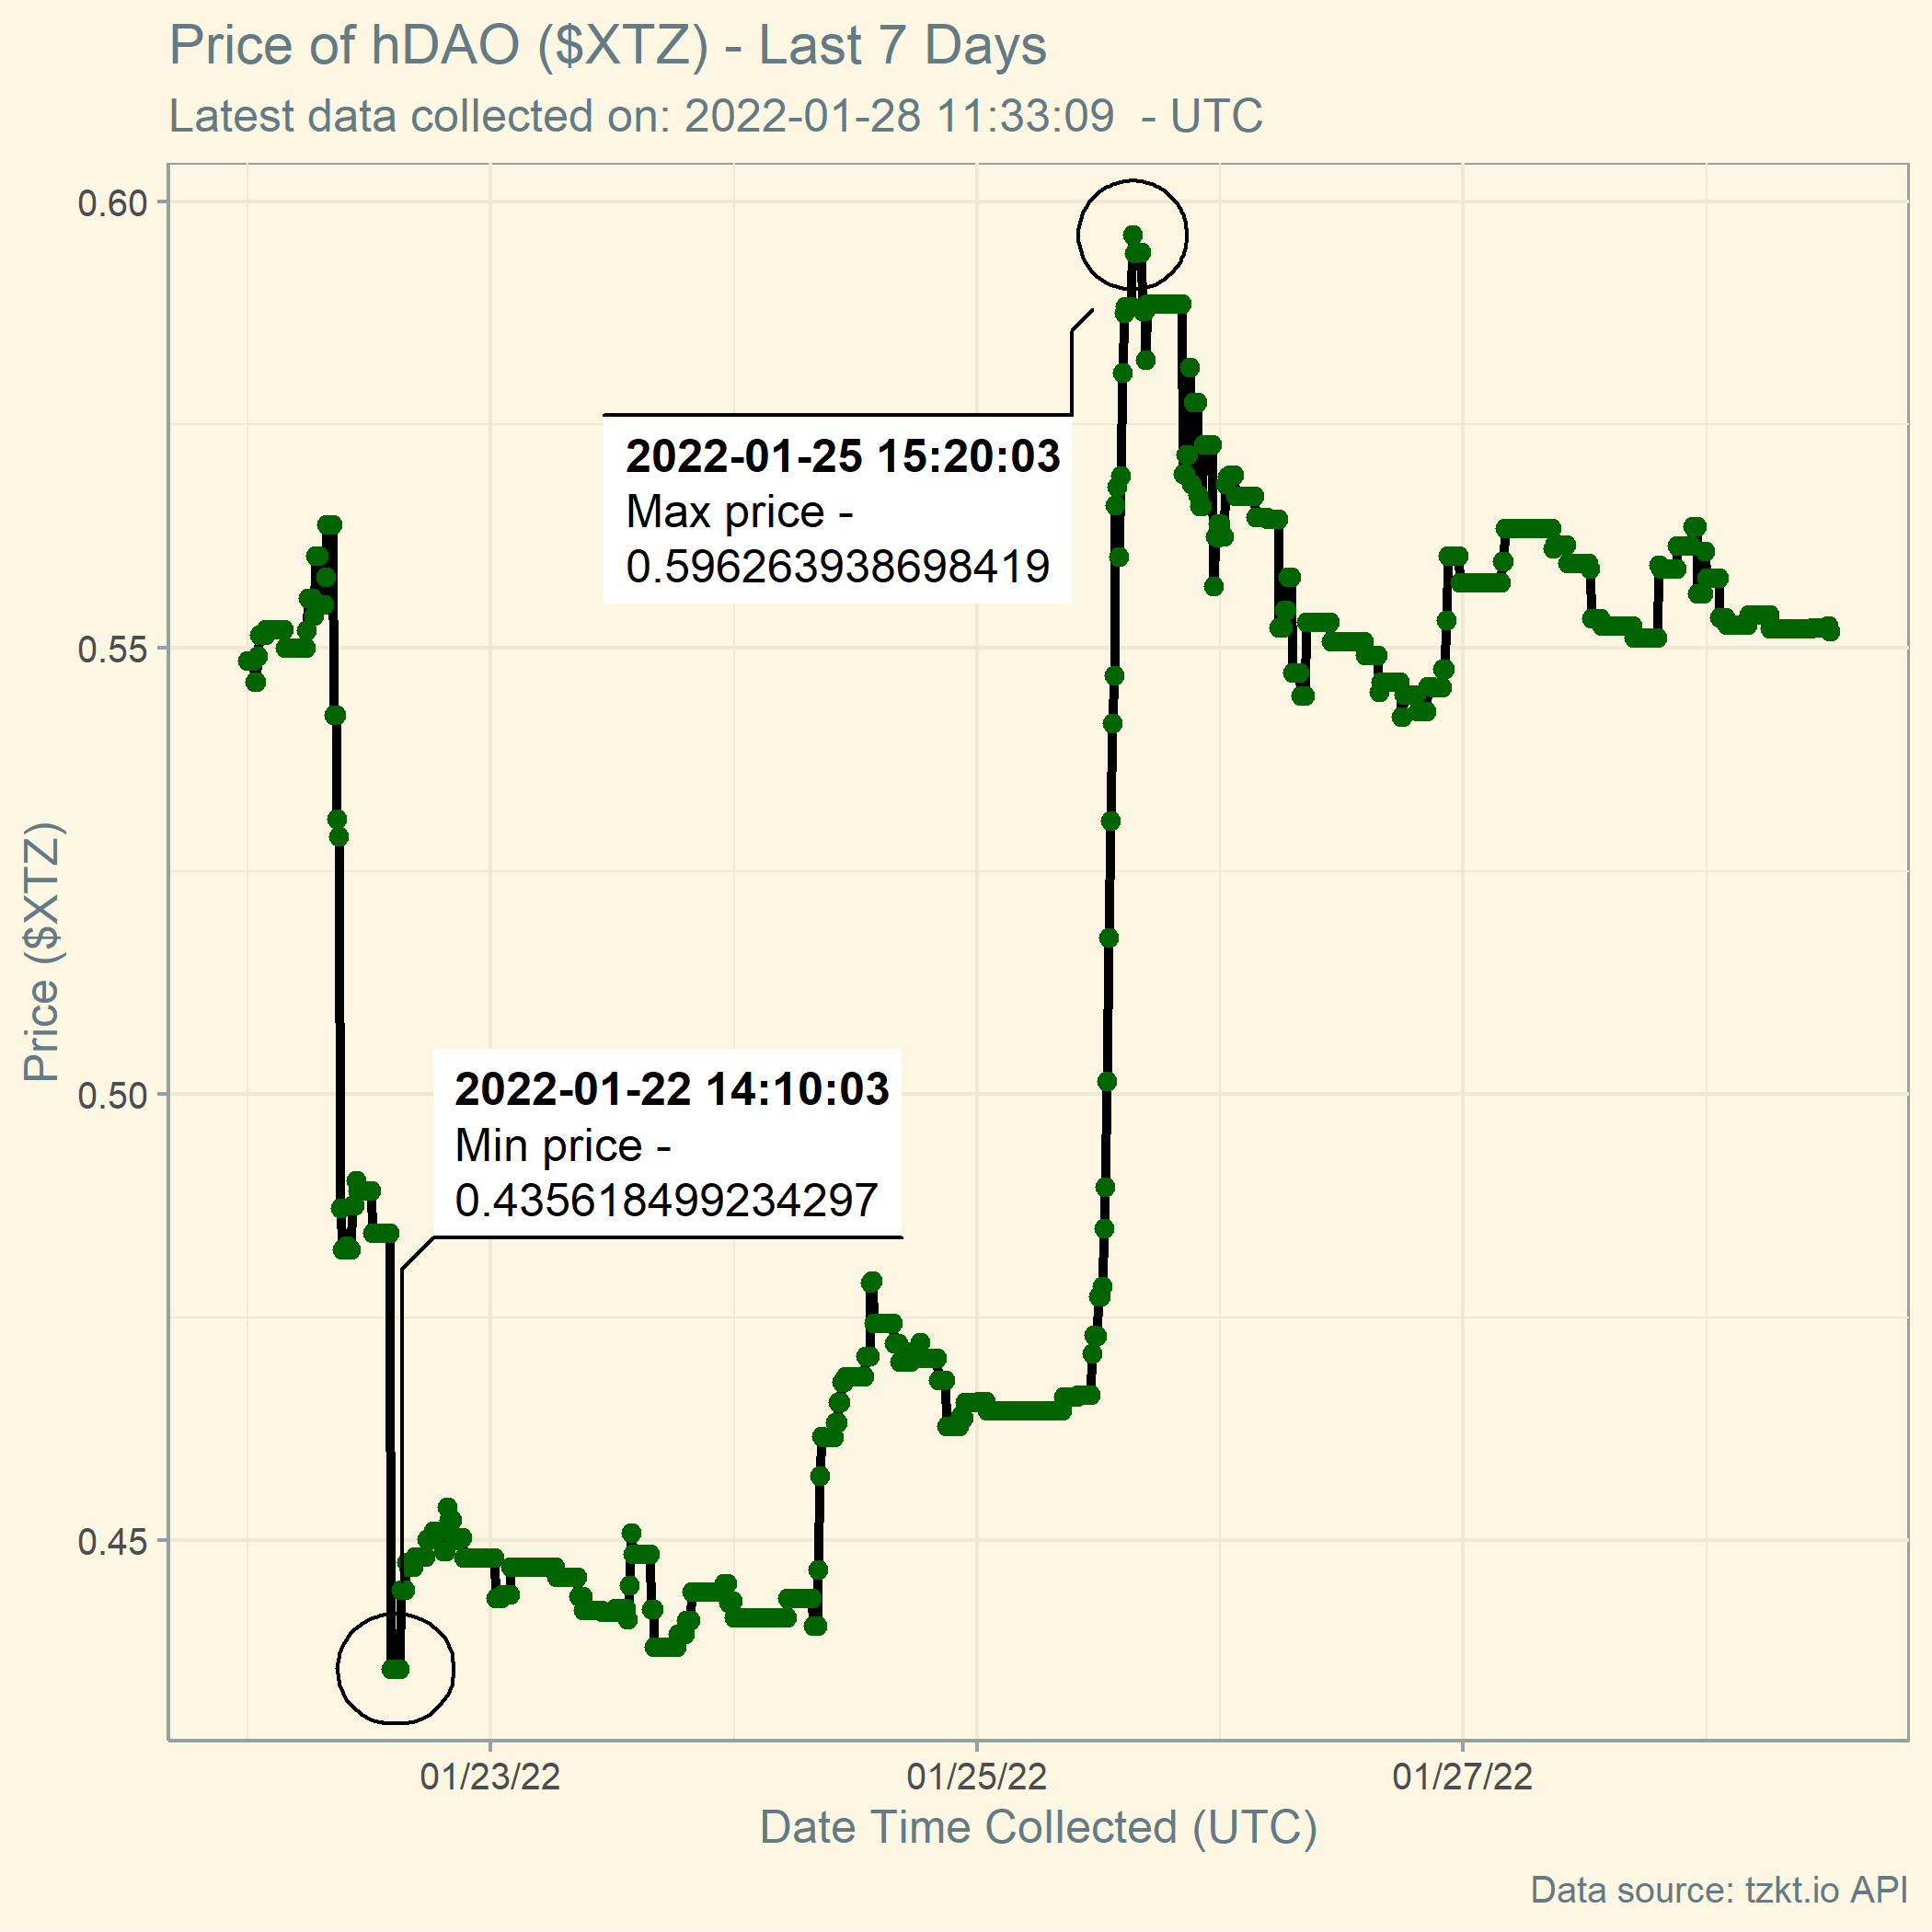 Price of hDAO ($XTZ) - Last 7 Days
Latest data collected on: 2022-01-28 11:33:09  - UTC
0.60
0.55
0.50
0.45
Price ($XTZ)
2022-01-25 15:20:03
Max price -
0.596263938698419
2022-01-22 14:10:03
Min price -
0.435618499234297
01/23/22
01/25/22
01/27/22
Date Time Collected (UTC)
Data source: tzkt.io API